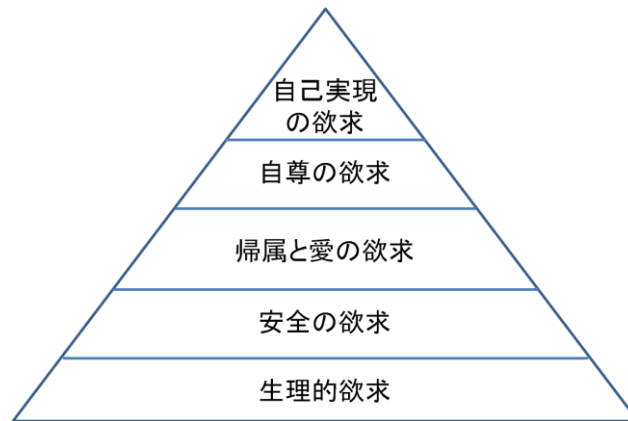 自己実現
の欲求
自尊の欲求
帰属と愛の欲求
安全の欲求
生理的欲求